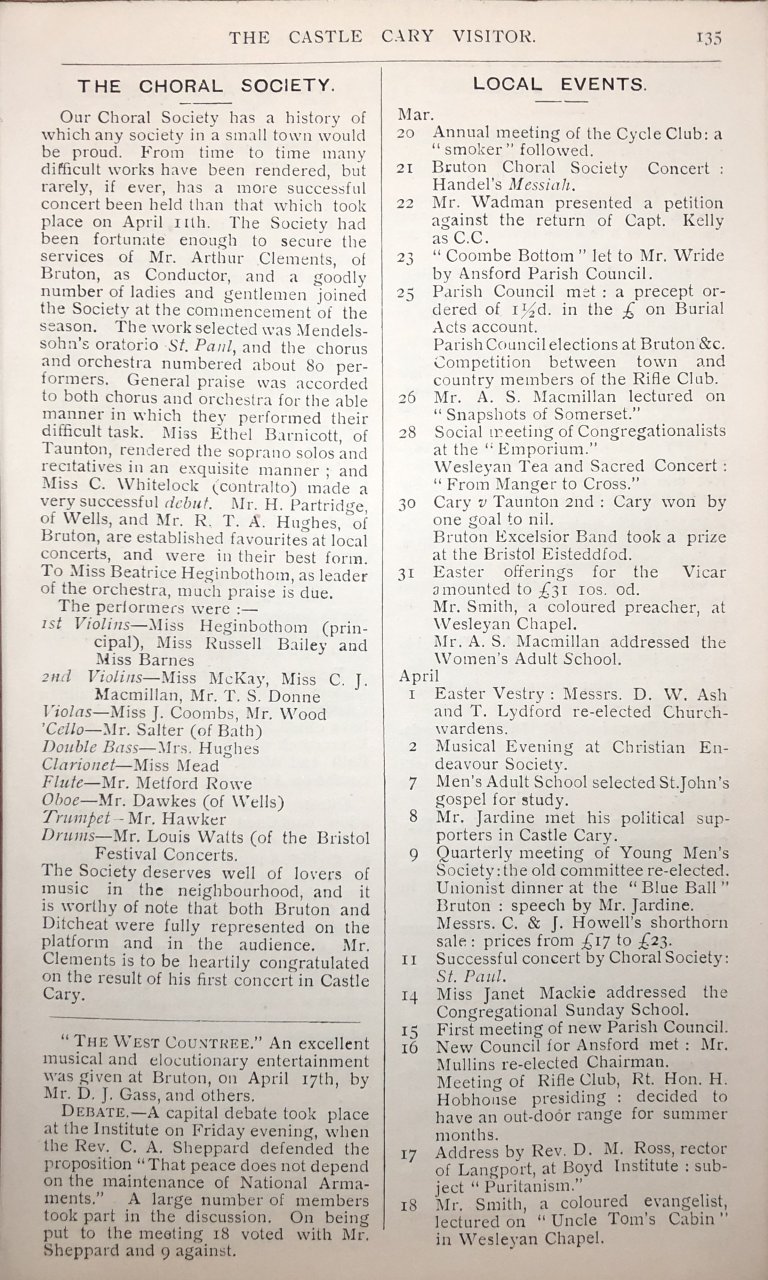 THE CASTLE CARY VISITOR. 135
THE CHORAL SOCIETY.
Our Choral Society has a history of
which any society in a small town would
be proud. From time to time many
difficult works have been rendered, but
rarely, if ever, has a more successful
concert been held than that which took
place on April 11th. The Society had
been fortunate enough to secure the
services of Mr. Arthur Clements, of
Bruton, as Conductor, and a goodly
number of ladies and gentlemen joined
the Society at the commencement of the
season. The work selected was Mendels-
sohn's oratorio St. Paul, and the chorus
and orchestra numbered about 80 per-
formers. General praise was accorded
to both chorus and orchestra for the able
manner in which they performed their
difficult task. Miss Ethel Barnicott, of
Taunton, rendered the soprano solos and
recitatives in an exquisite manner ; and
Miss C. Whitelock (contralto) made a
very successful debut. Mr. H. Partridge,
of Wells, and Mr. R. T. A. Hughes, of
Bruton, are established favourites at local
concerts, and were in their best form.
To Miss Beatrice Heginbothom, as leader
of the orchestra, much praise is due.
The performers were :—
1st Violins—Miss Heginbothom (prin-
cipal), Miss Russell Bailey and
Miss Barnes
2nd Violins—Miss McKay, Miss C. J.
Macmillan, Mr. T. S. Donne
Violas—Miss J. Coombs, Mr. Wood
'Cello—Mr. Salter (of Bath)
Double Bass—Mrs. Hughes
Clarionet—Miss Mead
Flute—Mr. Metford Rowe
Oboe—Mr. Dawkes (of Wells)
Trumpet—Mr. Hawker
Drums—Mr. Louis Watts (of the Bristol
Festival Concerts.
The Society deserves well of lovers of
music in the neighbourhood, and it
is worthy of note that both Bruton and
Ditcheat were fully represented on the
platform and in the audience. Mr.
Clements is to be heartily congratulated
on the result of his first concert in Castle
Cary.
" THE WEST COUNTREE." An excellent
musical and elocutionary entertainment
was given at Bruton, on April 17th, by
Mr. D. J. Gass, and others.
DEBATE.—A capital debate took place
at the Institute on Friday evening, when
the Rev. C. A. Sheppard defended the
proposition "That peace does not depend
on the maintenance of National Arma-
ments." A large number of members
took part in the discussion. On being
put to the meeting 18 voted with Mr.
Sheppard and 9 against.
LOCAL EVENTS.
Mar.
20 Annual meeting of the Cycle Club: a
" smoker" followed.
21 Bruton Choral Society Concert :
Handel's Messiah.
22 Mr. Wadman presented a petition
against the return of Capt. Kelly
as C.C.
23 " Coombe Bottom " let to Mr. Wride
by Ansford Parish Council.
25 Parish Council met : a precept or-
dered of 1½d. in the £ on Burial
Acts account.
Parish Council elections at Bruton &c.
Competition between town and
country members of the Rifle Club.
26 Mr. A. S. Macmillan lectured on
" Snapshots of Somerset."
28 Social meeting of Congregationalists
at the " Emporium."
Wesleyan Tea and Sacred Concert :
" From Manger to Cross."
30 Cary v Taunton 2nd : Cary won by
one goal to nil.
Bruton Excelsior Band took a prize
at the Bristol Eisteddfod.
31 Easter offerings for the Vicar
amounted to £31 10s. 0d.
Mr. Smith, a coloured preacher, at
Wesleyan Chapel.
Mr. A. S. Macmillan addressed the
Women's Adult School.
April
1 Easter Vestry : Messrs. D. W. Ash
and T. Lydford re-elected Church-
wardens.
2 Musical Evening at Christian En-
deavour Society.
7 Men's Adult School selected St. John's
gospel for study.
8 Mr. Jardine met his political sup-
porters in Castle Cary.
9 Quarterly meeting of Young Men's
Society: the old committee re-elected.
Unionist dinner at the " Blue Ball "
Bruton : speech by Mr. Jardine.
Messrs. C. & J. Howell's shorthorn
sale : prices from £17 to £23.
11 Successful concert by Choral Society:
St. Paul.
14 Miss Janet Mackie addressed the
Congregational Sunday School.
15 First meeting of new Parish Council.
16 New Council for Ansford met : Mr.
Mullins re-elected Chairman.
Meeting of Rifle Club, Rt. Hon. H.
Hobhouse presiding : decided to
have an out-door range for summer
months.
17 Address by Rev. D. M. Ross, rector
of Langport, at Boyd Institute : sub-
ject " Puritanism."
18 Mr. Smith, a coloured evangelist,
lectured on " Uncle Tom's Cabin "
in Wesleyan Chapel.